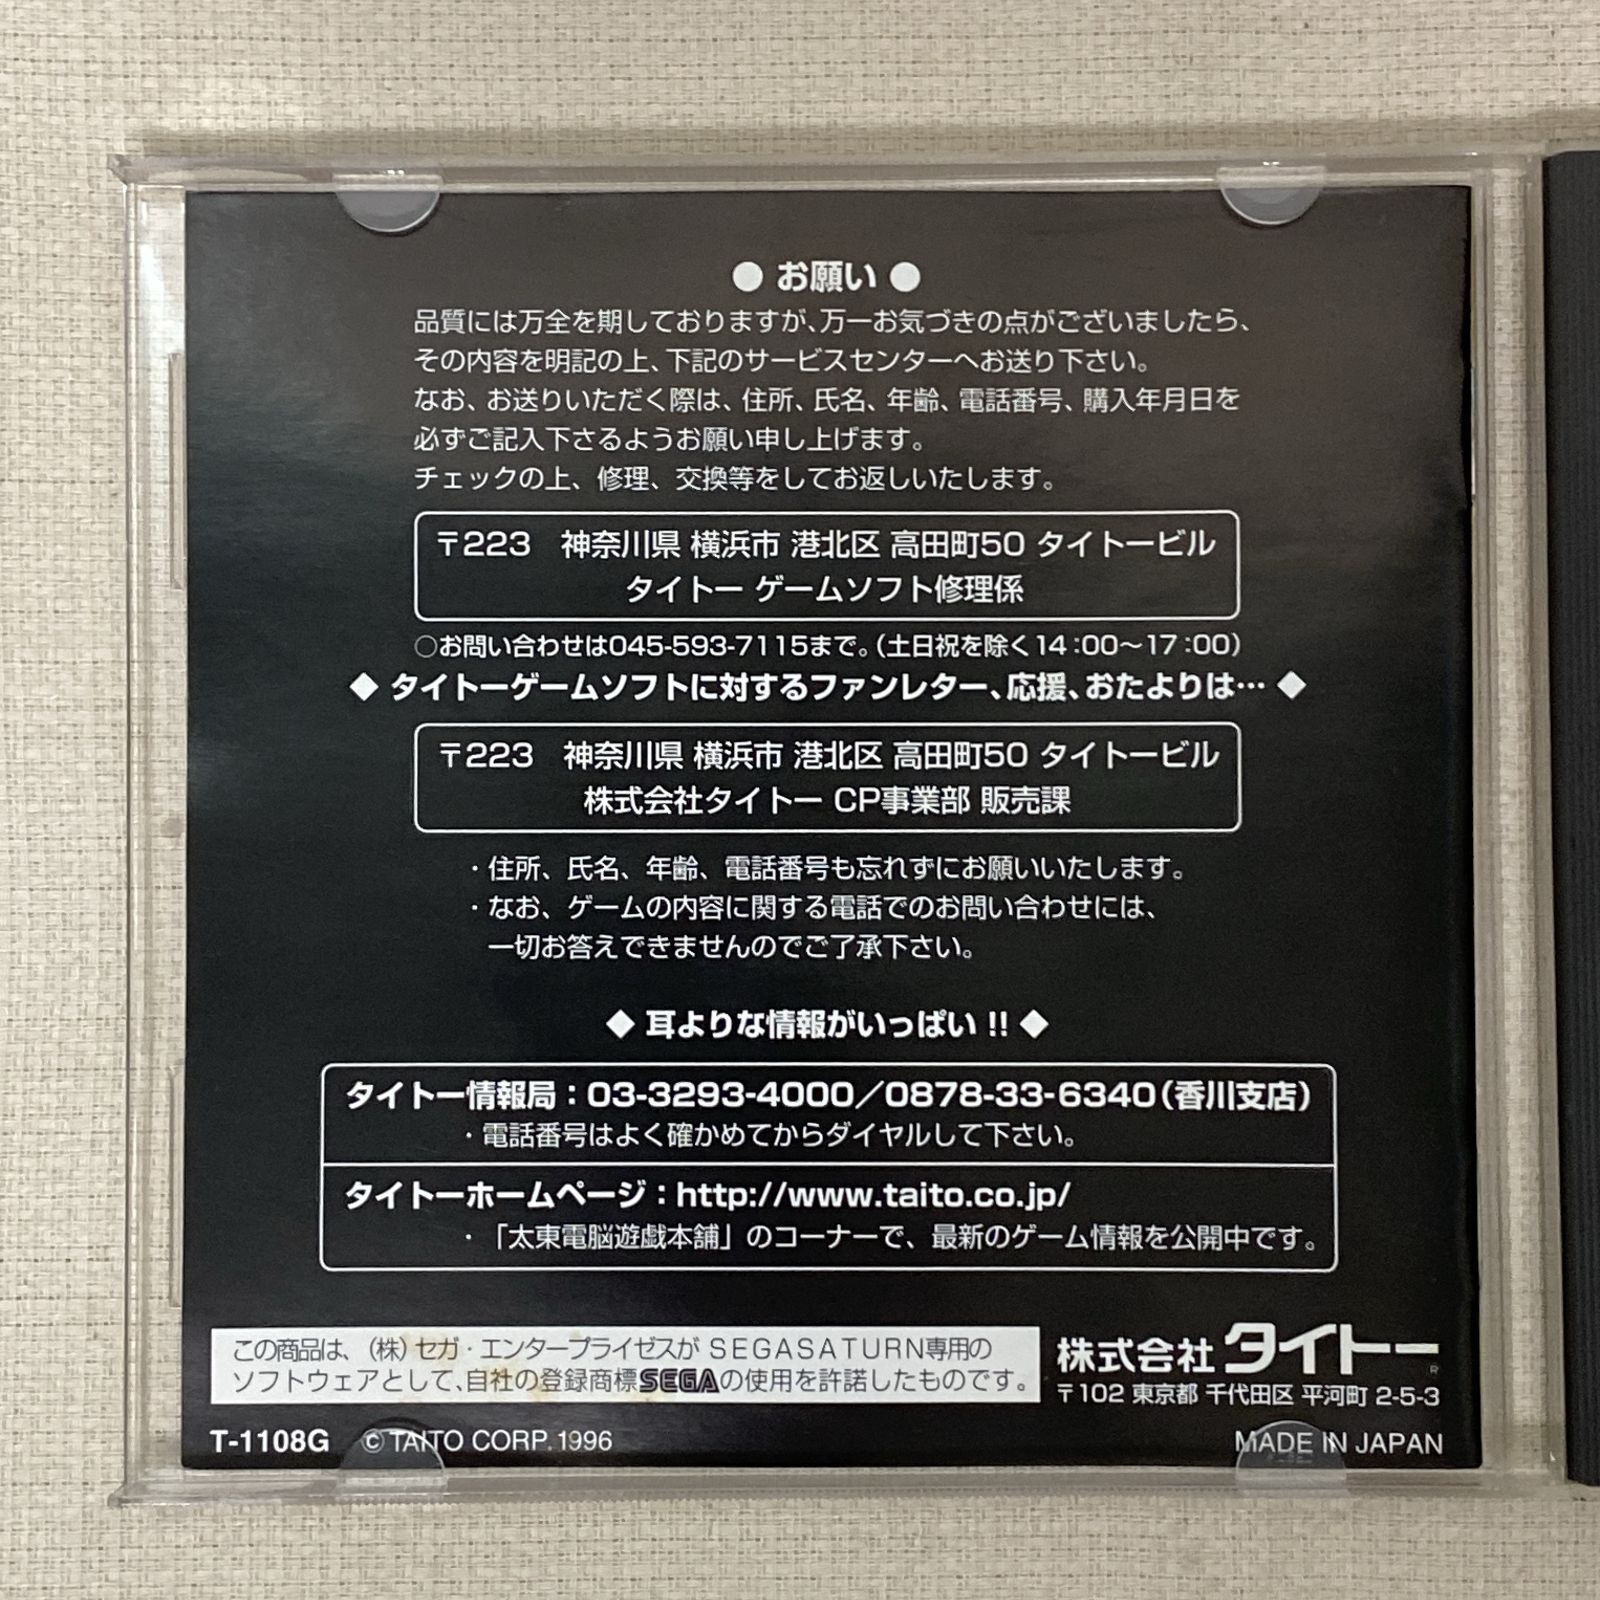 ● お願い ●
品質には万全を期しておりますが、万一お気づきの点がございましたら、
その内容を明記の上、下記のサービスセンターへお送り下さい。
なお、お送りいただく際は、住所、氏名、年齢、電話番号、購入年月日を
必ずご記入下さるようお願い申し上げます。
チェックの上、修理、交換等をしてお返しいたします。
〒223 神奈川県 横浜市 港北区 高田町50 タイトービル
タイトー ゲームソフト修理係
○お問い合わせは045-593-7115まで。(土日祝を除く14:00〜17:00)
◆ タイトーゲームソフトに対するファンレター、応援、おたよりは… ◆
〒223 神奈川県 横浜市 港北区 高田町50 タイトービル
株式会社タイトー CP事業部 販売課
・住所、氏名、年齢、電話番号も忘れずにお願いいたします。
・なお、ゲームの内容に関する電話でのお問い合わせには、
一切お答えできませんのでご了承下さい。
◆ 耳よりな情報がいっぱい!! ◆
タイトー情報局：03-3293-4000／0878-33-6340(香川支店)
・電話番号はよく確かめてからダイヤルして下さい。
タイトーホームページ：http://www.taito.co.jp/
・「太東電脳遊戯本舗」のコーナーで、最新のゲーム情報を公開中です。
この商品は、(株)セガ・エンタープライゼスがSEGASATURN専用の
ソフトウェアとして、自社の登録商標SEGAの使用を許諾したものです。
株式会社 タイトー®
〒102 東京都 千代田区 平河町 2-5-3
T-1108G © TAITO CORP. 1996 MADE IN JAPAN